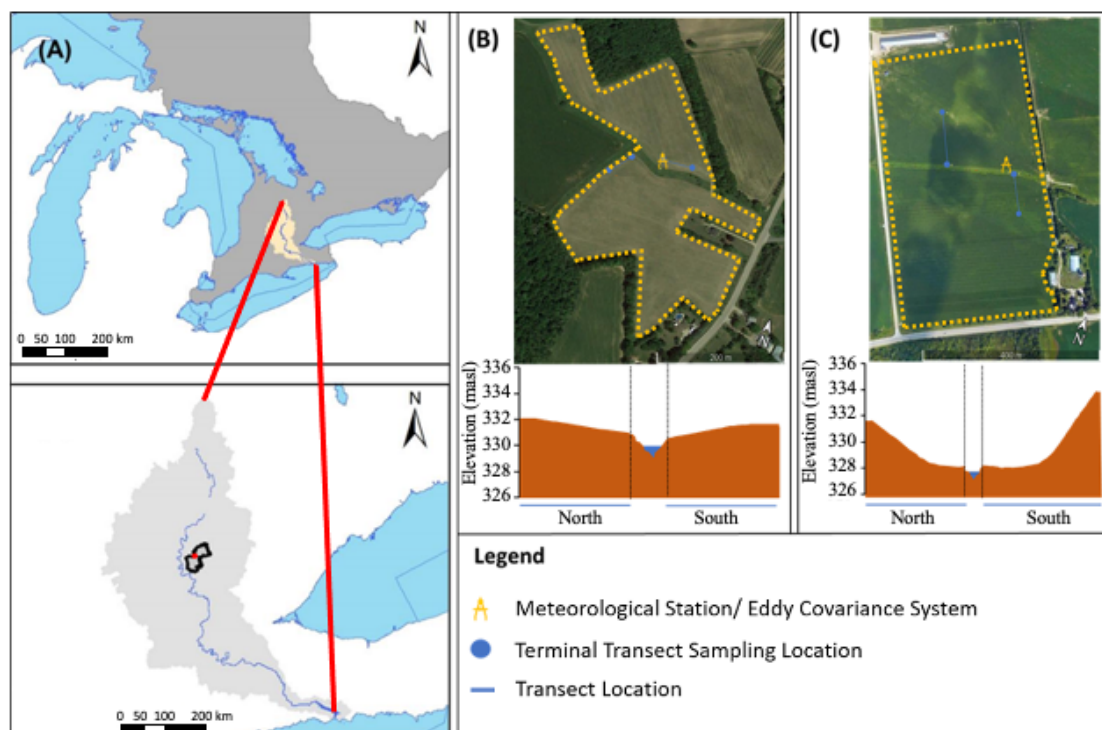 (A)
N
0 50 100 200 km
N
0 50 100 200 km
(B)
200 m
N
336
334
332
330
328
326
Elevation (masl)
North South
(C)
400 m
N
336
334
332
330
328
326
Elevation (masl)
North South
Legend
A Meteorological Station/ Eddy Covariance System
Terminal Transect Sampling Location
Transect Location